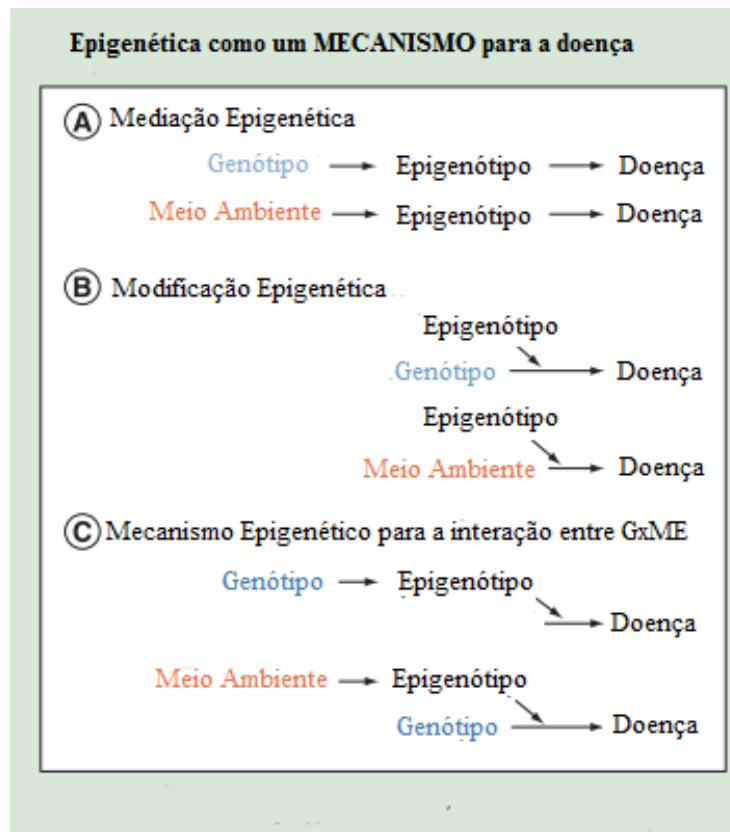 Epigenética como um MECANISMO para a doença
A Mediação Epigenética
Genótipo Epigenótipo Doença
Meio Ambiente Epigenótipo Doença
B Modificação Epigenética
Epigenótipo
Genótipo Doença
Epigenótipo
Meio Ambiente Doença
C Mecanismo Epigenético para a interação entre GxME
Genótipo Epigenótipo
Doença
Meio Ambiente Epigenótipo
Genótipo Doença